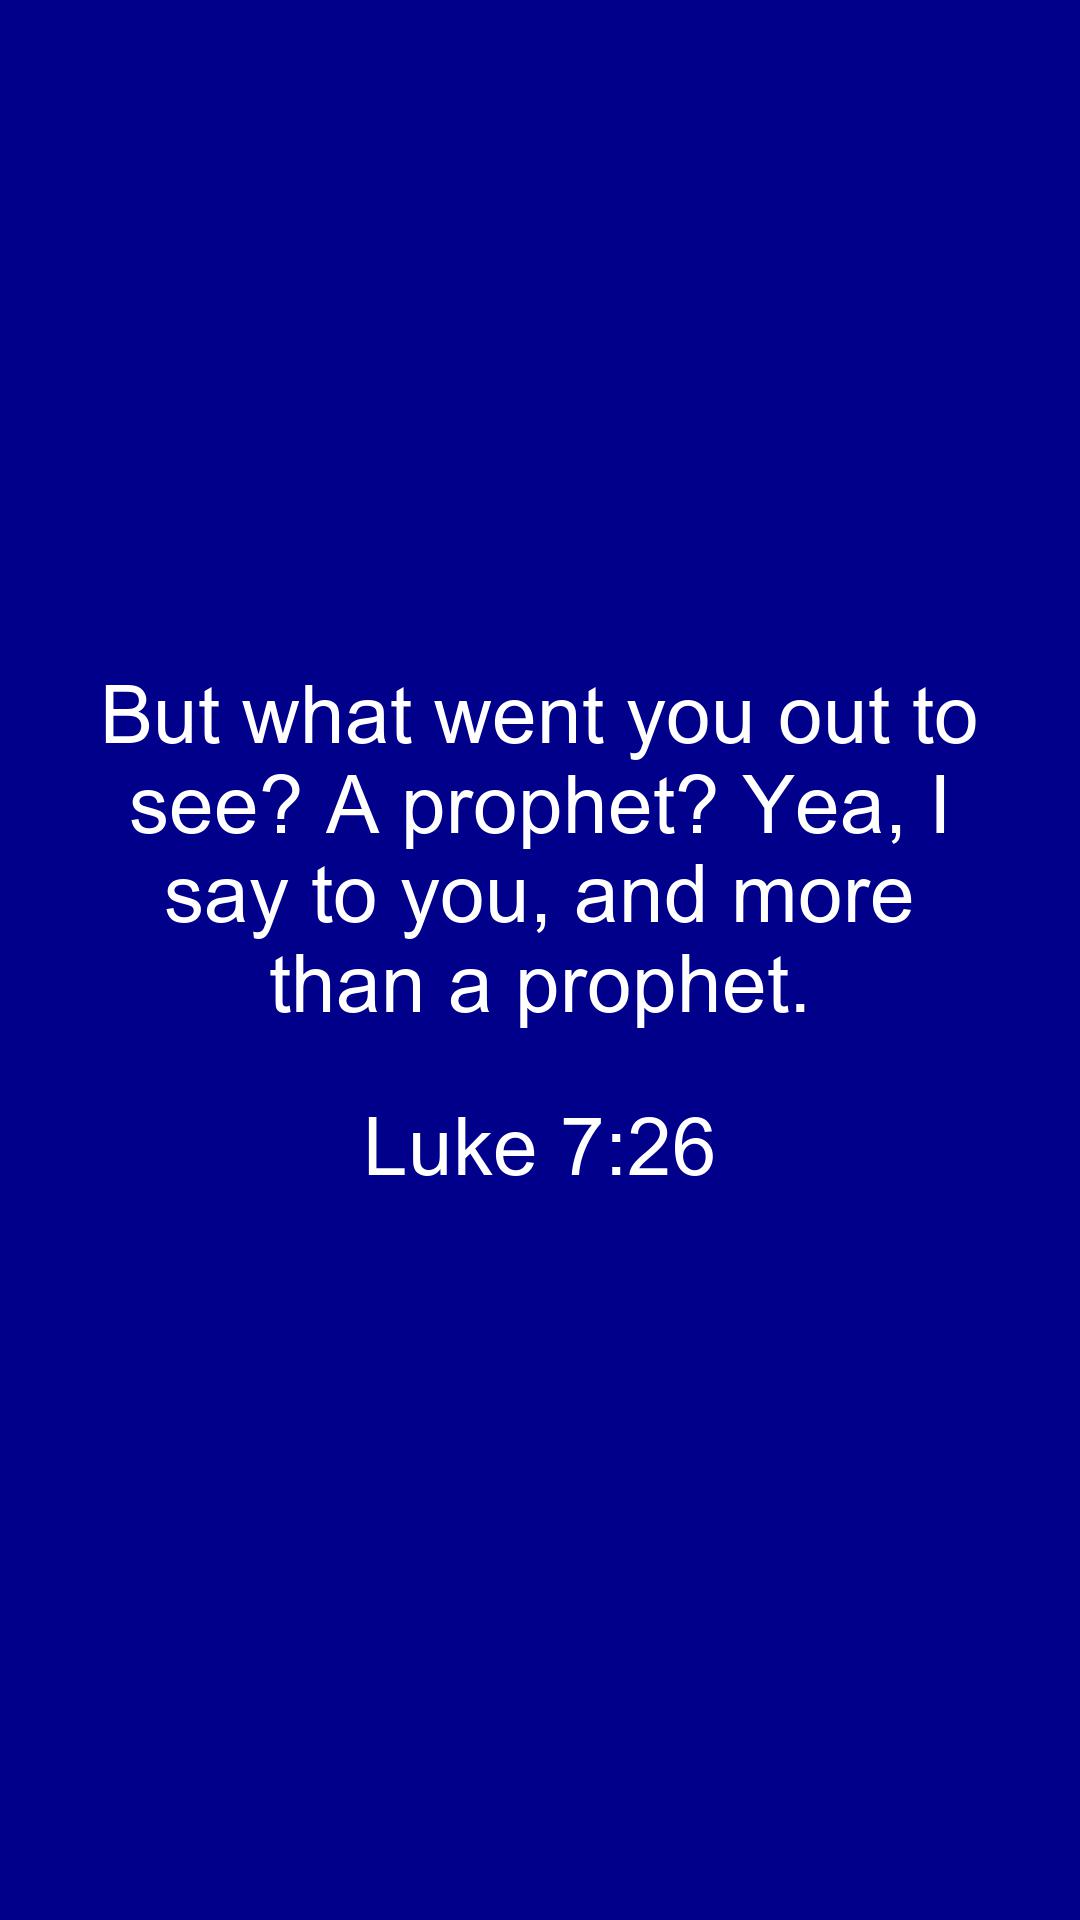 But what went you out to
see? A prophet? Yea, I
say to you, and more
than a prophet.
Luke 7:26